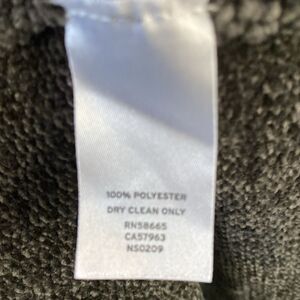 100% POLYESTER
DRY CLEAN ONLY
RN58665
CA57963
NS0209